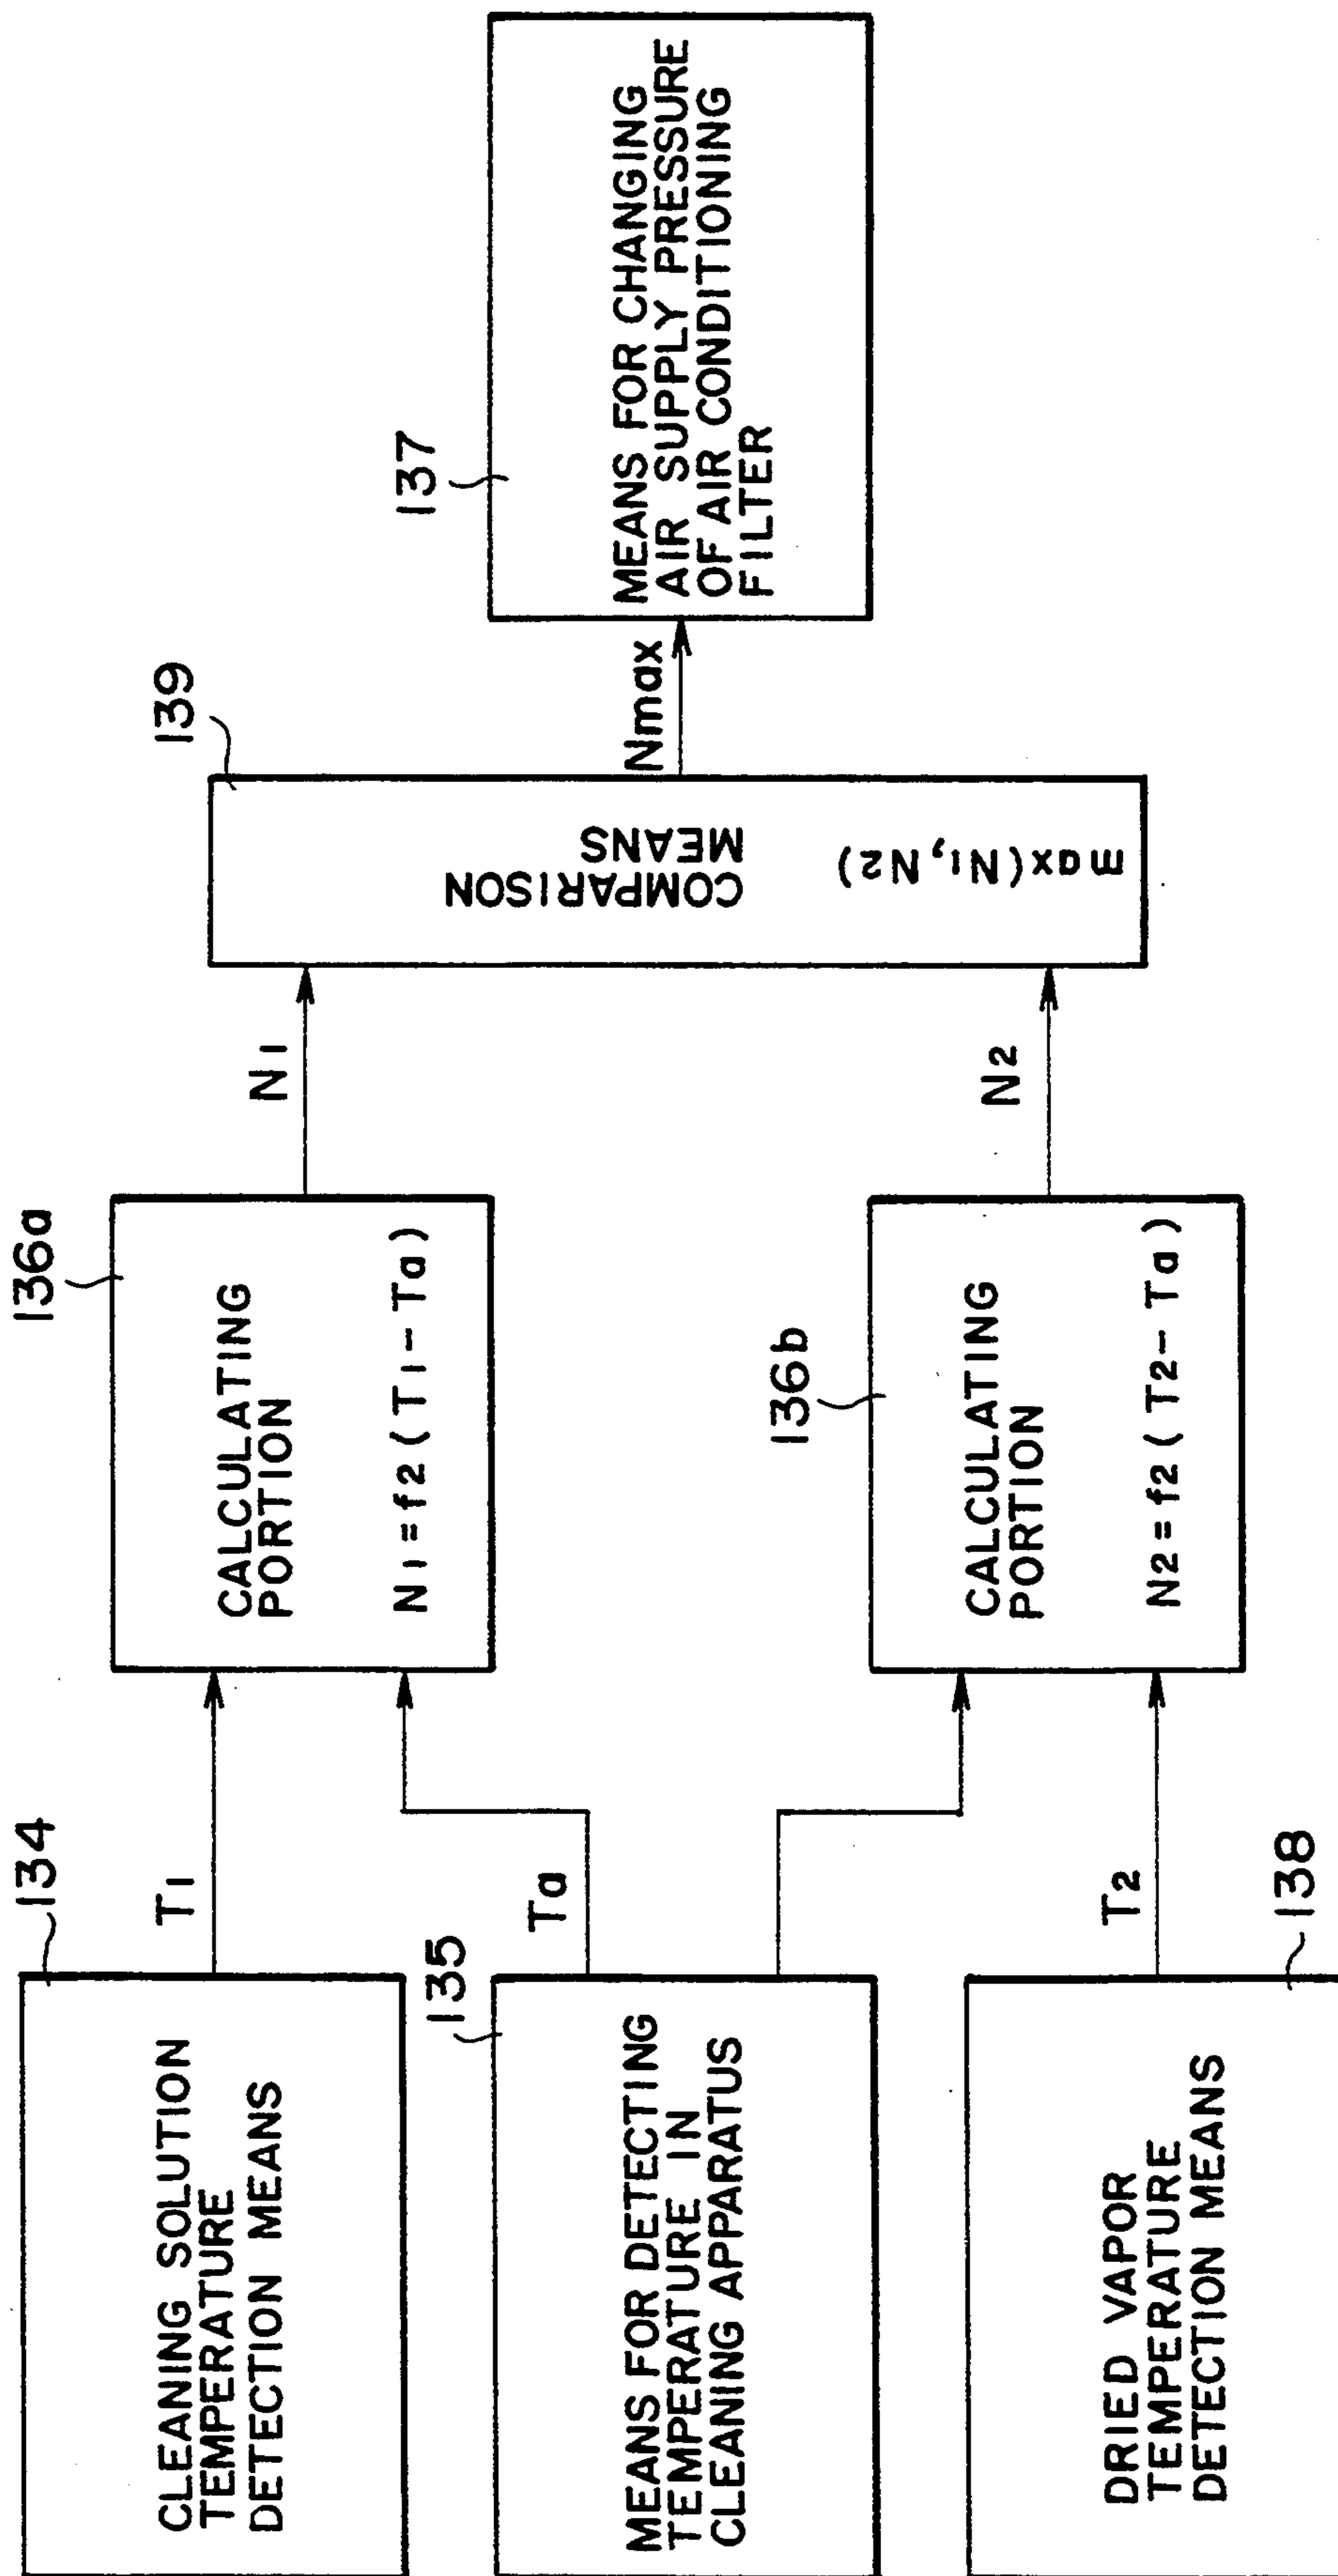 134
CLEANING SOLUTION
TEMPERATURE
DETECTION MEANS
T1
135
MEANS FOR DETECTING
TEMPERATURE IN
CLEANING APPARATUS
Ta
DRIED VAPOR
TEMPERATURE
DETECTION MEANS
138
T2
136a
CALCULATING
PORTION
N1=f2(T1-Ta)
N1
136b
CALCULATING
PORTION
N2=f2(T2-Ta)
N2
139
COMPARISON
MEANS
max(N1,N2)
Nmax
137
MEANS FOR CHANGING
AIR SUPPLY PRESSURE
OF AIR CONDITIONING
FILTER